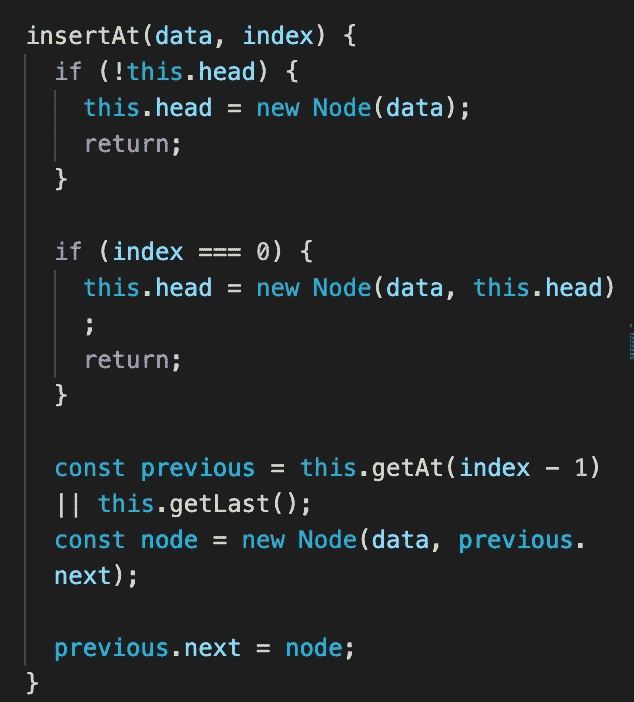 insertAt(data, index) {
if (!this.head) {
this.head = new Node(data);
return;
}
if (index === 0) {
this.head = new Node(data, this.head)
;
return;
}
const previous = this.getAt(index - 1)
|| this.getLast();
const node = new Node(data, previous.
next);
previous.next = node;
}